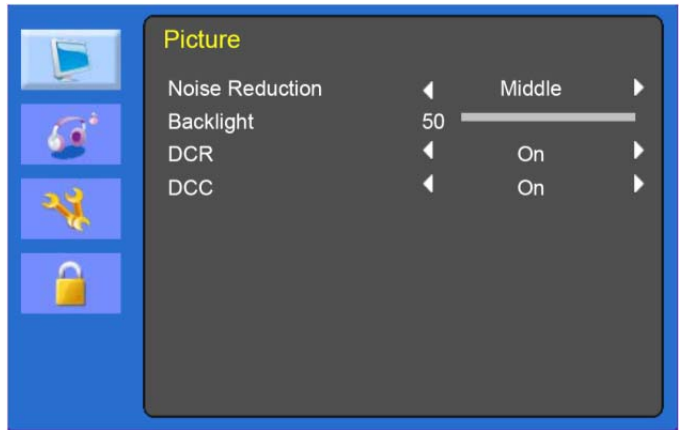 Picture
Noise Reduction Middle
Backlight 50
DCR On
DCC On